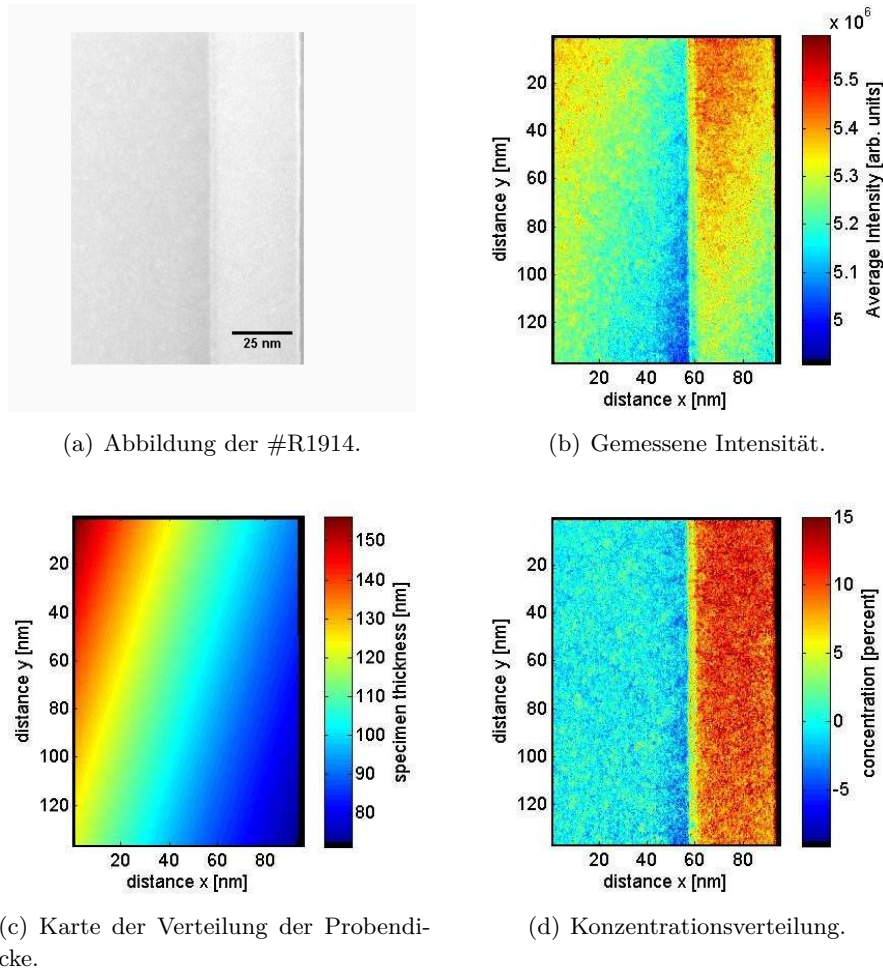 25 nm
(a) Abbildung der #R1914.
x 10⁶
20
40
60
80
100
120
distance y [nm]
20 40 60 80
distance x [nm]
5.5
5.4
5.3
5.2
5.1
5
Average Intensity [arb. units]
(b) Gemessene Intensität.
20
40
60
80
100
120
distance y [nm]
20 40 60 80
distance x [nm]
150
140
130
120
110
100
90
80
specimen thickness [nm]
(c) Karte der Verteilung der Probendi-
cke.
20
40
60
80
100
120
distance y [nm]
20 40 60 80
distance x [nm]
15
10
5
0
-5
concentration [percent]
(d) Konzentrationsverteilung.